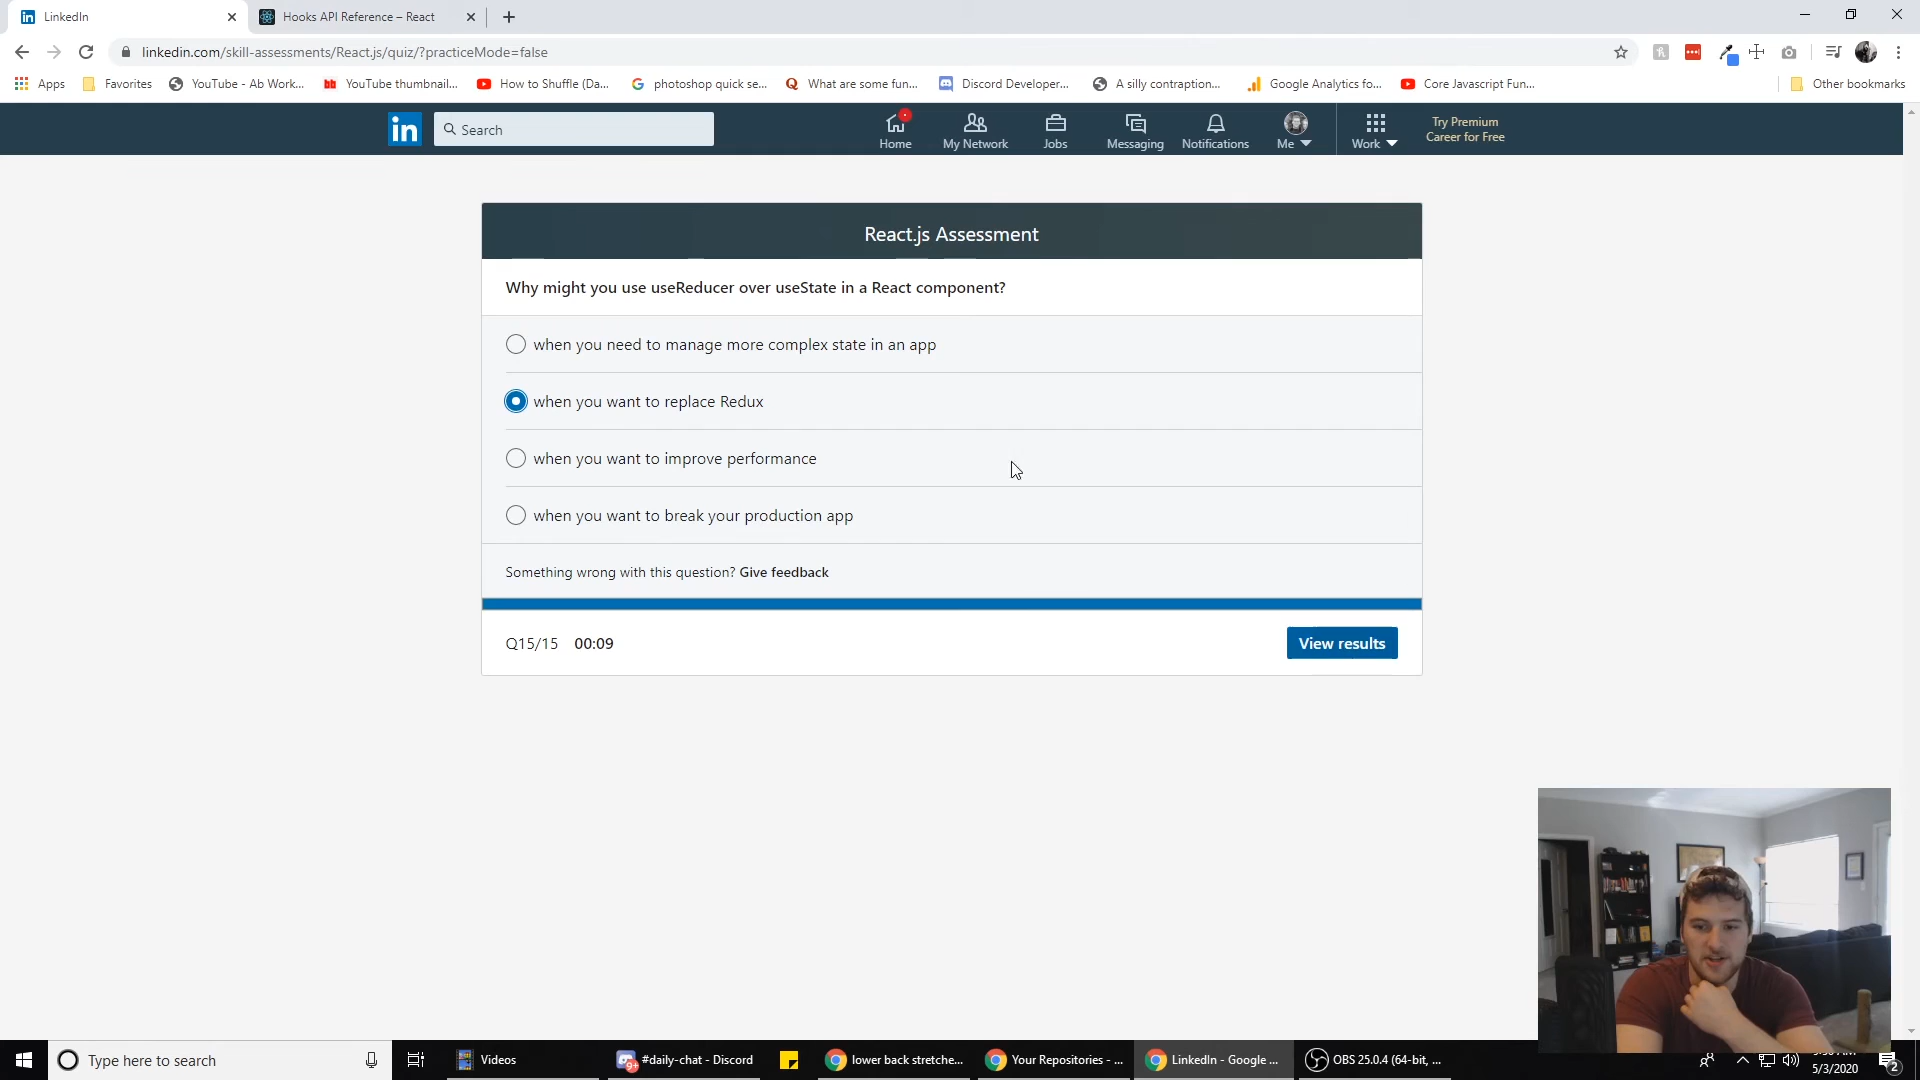 LinkedIn
Hooks API Reference – React
linkedin.com/skill-assessments/React.js/quiz/?practiceMode=false
Apps
Favorites
YouTube - Ab Work...
YouTube thumbnail...
How to Shuffle (Da...
photoshop quick se...
What are some fun...
Discord Developer...
A silly contraption...
Google Analytics fo...
Core Javascript Fun...
Other bookmarks
in
Search
Home
My Network
Jobs
Messaging
Notifications
Me
Work
Try Premium
Career for Free
React.js Assessment
Why might you use useReducer over useState in a React component?
when you need to manage more complex state in an app
when you want to replace Redux
when you want to improve performance
when you want to break your production app
Something wrong with this question? Give feedback
Q15/15 00:09
View results
Type here to search
Videos
#daily-chat - Discord
lower back stretche...
Your Repositories - ...
LinkedIn - Google ...
OBS 25.0.4 (64-bit, ...
5/3/2020
2